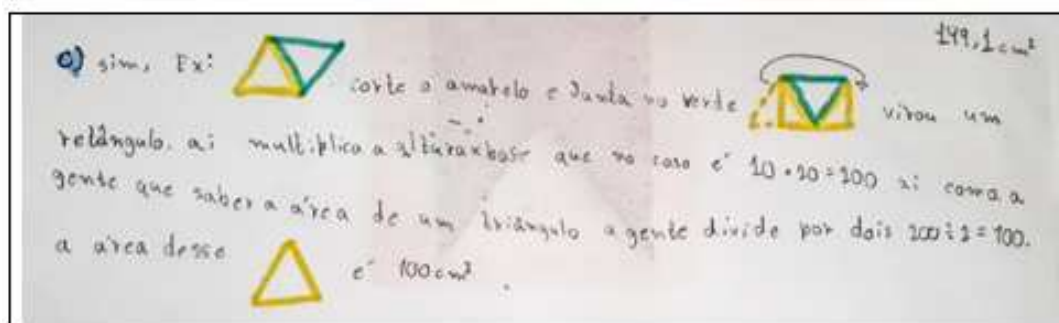 149,1cm²
a) sim, Ex: corte o amarelo e Junta no verde virou um
retângulo. ai multiplica a altura x base que no caso e' 10 • 20 = 200 ai como a
gente que saber a área de um triângulo a gente divide por dois 200 ÷ 2 = 100.
a área desse e' 100cm².